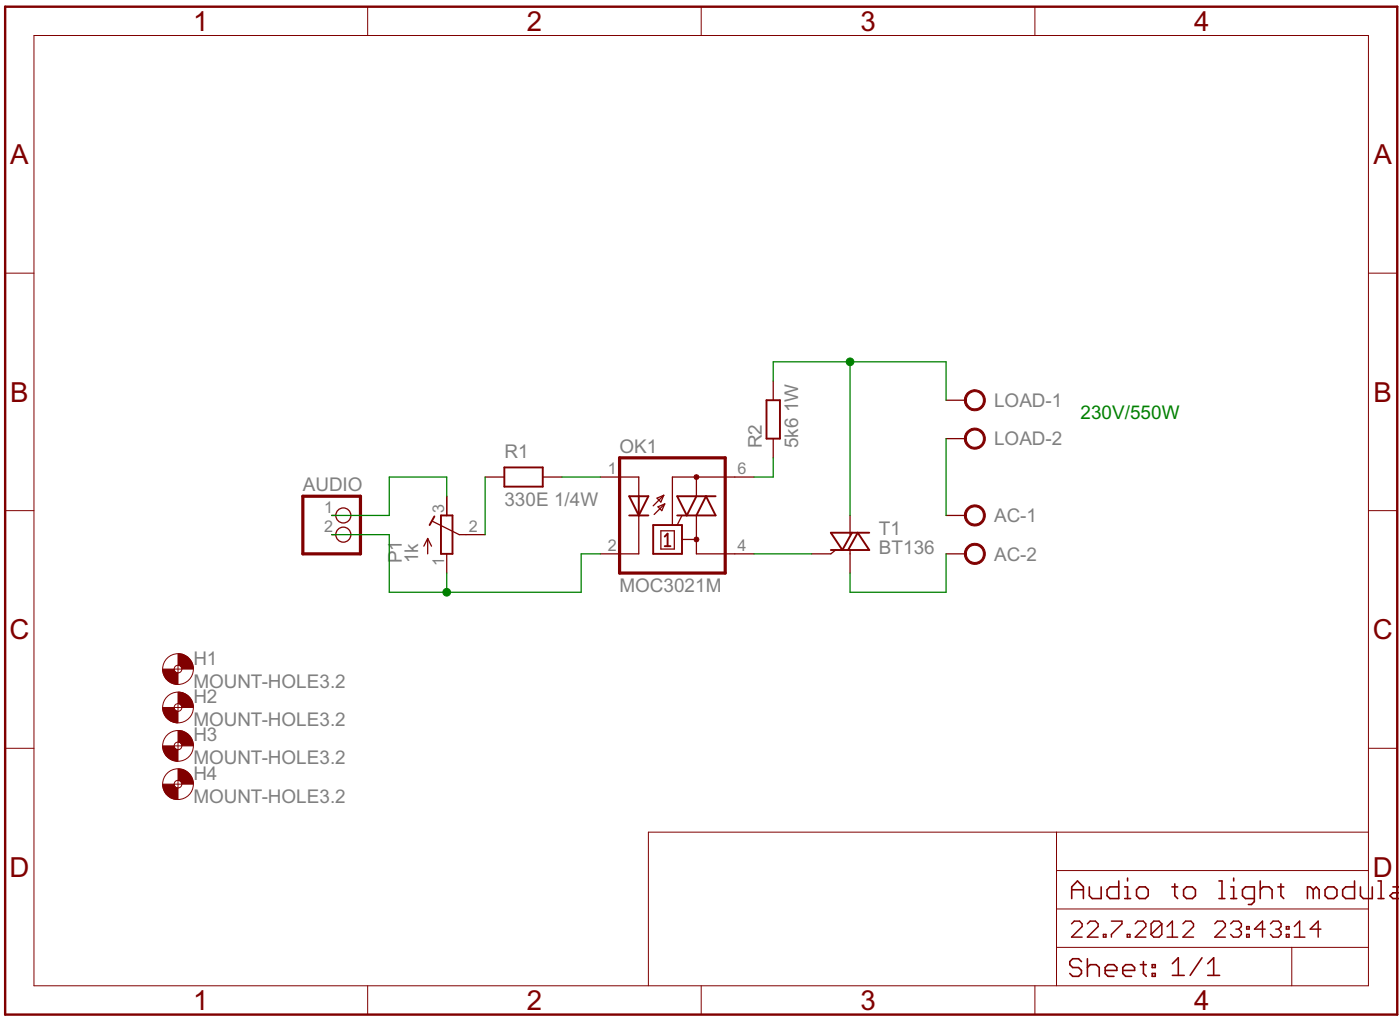 1 2 3 4
A A
B B
C C
D D
LOAD-1
230V/550W
LOAD-2
AC-1
AC-2
R2
5k6 1W
OK1
1 6
2 4
1
MOC3021M
T1
BT136
R1
330E 1/4W
AUDIO
1
2
P1
1k
3
2
1
H1
MOUNT-HOLE3.2
H2
MOUNT-HOLE3.2
H3
MOUNT-HOLE3.2
H4
MOUNT-HOLE3.2
Audio to light modula
22.7.2012 23:43:14
Sheet: 1/1
1 2 3 4